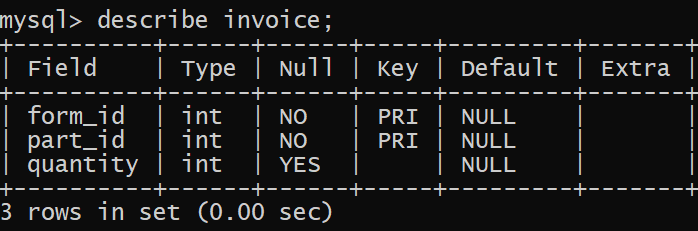 mysql> describe invoice;
+----------+------+------+-----+---------+-------+
| Field    | Type | Null | Key | Default | Extra |
+----------+------+------+-----+---------+-------+
| form_id  | int  | NO   | PRI | NULL    |       |
| part_id  | int  | NO   | PRI | NULL    |       |
| quantity | int  | YES  |     | NULL    |       |
+----------+------+------+-----+---------+-------+
3 rows in set (0.00 sec)